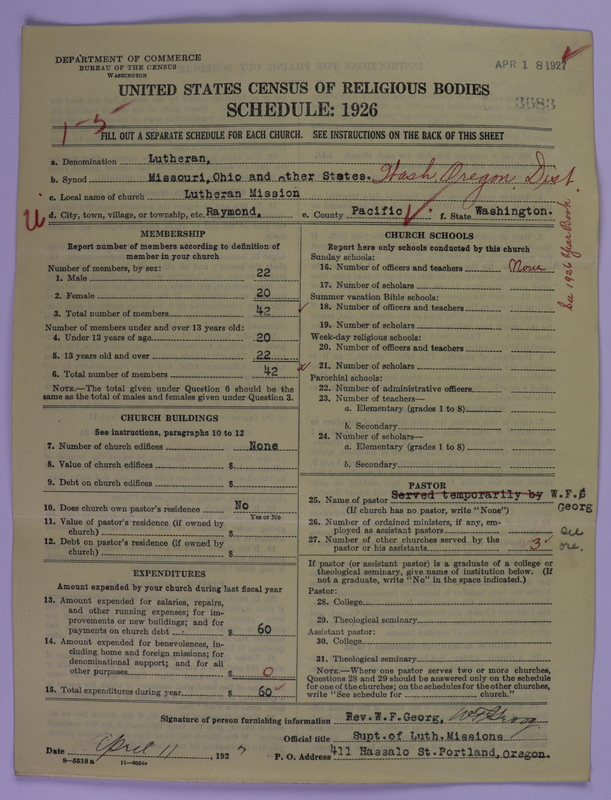 DEPARTMENT OF COMMERCE
BUREAU OF THE CENSUS
WASHINGTON
APR 18 1927
UNITED STATES CENSUS OF RELIGIOUS BODIES
SCHEDULE: 1926
3683
1-5
FILL OUT A SEPARATE SCHEDULE FOR EACH CHURCH. SEE INSTRUCTIONS ON THE BACK OF THIS SHEET
a. Denomination Lutheran,
b. Synod Missouri, Ohio and other States. Wash Oregon Dist.
c. Local name of church Lutheran Mission
d. City, town, village, or township, etc. Raymond, e. County Pacific f. State Washington.
MEMBERSHIP
Report number of members according to definition of
member in your church
Number of members, by sex:
1. Male 22
2. Female 20
3. Total number of members 42
Number of members under and over 13 years old:
4. Under 13 years of age 20
5. 13 years old and over 22
6. Total number of members 42
NOTE.—The total given under Question 6 should be the
same as the total of males and females given under Question 3.
CHURCH BUILDINGS
See instructions, paragraphs 10 to 12
7. Number of church edifices None
8. Value of church edifices $
9. Debt on church edifices $
10. Does church own pastor's residence? No
Yes or No
11. Value of pastor's residence (if owned by
church) $
12. Debt on pastor's residence (if owned by
church) $
EXPENDITURES
Amount expended by your church during last fiscal year
13. Amount expended for salaries, repairs,
and other running expenses; for im-
provements or new buildings; and for
payments on church debt $ 60
14. Amount expended for benevolences, in-
cluding home and foreign missions; for
denominational support; and for all
other purposes $ 0
15. Total expenditures during year $ 60
CHURCH SCHOOLS
Report here only schools conducted by this church
Sunday schools:
16. Number of officers and teachers None
17. Number of scholars
Summer vacation Bible schools:
18. Number of officers and teachers
19. Number of scholars
Week-day religious schools:
20. Number of officers and teachers
21. Number of scholars
Parochial schools:
22. Number of administrative officers
23. Number of teachers—
a. Elementary (grades 1 to 8)
b. Secondary
24. Number of scholars—
a. Elementary (grades 1 to 8)
b. Secondary
See 1926 Year Book
PASTOR
25. Name of pastor Served temporarily by W.F.
Georg
(If church has no pastor, write "None")
26. Number of ordained ministers, if any, em-
ployed as assistant pastors
27. Number of other churches served by the
pastor or his assistants 3
See
If pastor (or assistant pastor) is a graduate of a college or
theological seminary, give name of institution below. (If
not a graduate, write "No" in the space indicated.)
Pastor:
28. College
29. Theological seminary
Assistant pastor:
30. College
31. Theological seminary
NOTE.—Where one pastor serves two or more churches,
Questions 28 and 29 should be answered only on the schedule
for one of the churches; on the schedules for the other churches,
write "See schedule for church."
Signature of person furnishing information Rev.W.F.Georg, W F Georg
Official title Supt.of Luth.Missions
Date April 11, 1927 P. O. Address 411 Hassalo St.Portland, Oregon.
8—5518a 11—9694